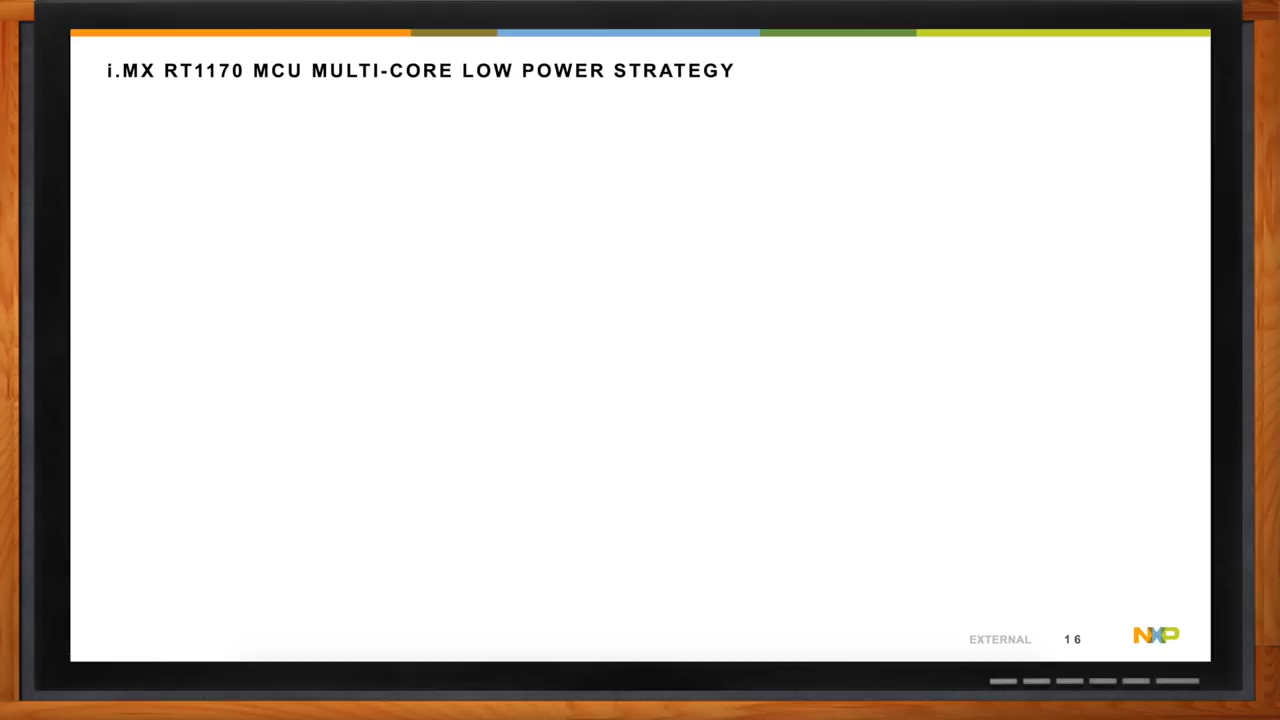 i.MX RT1170 MCU MULTI-CORE LOW POWER STRATEGY
EXTERNAL 16 NXP